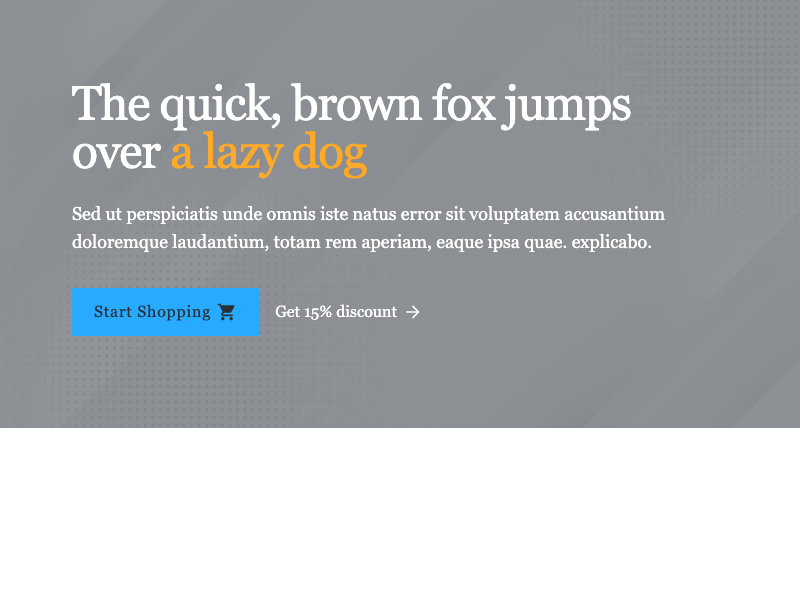 The quick, brown fox jumps
over a lazy dog
Sed ut perspiciatis unde omnis iste natus error sit voluptatem accusantium
doloremque laudantium, totam rem aperiam, eaque ipsa quae. explicabo.
Start Shopping
Get 15% discount